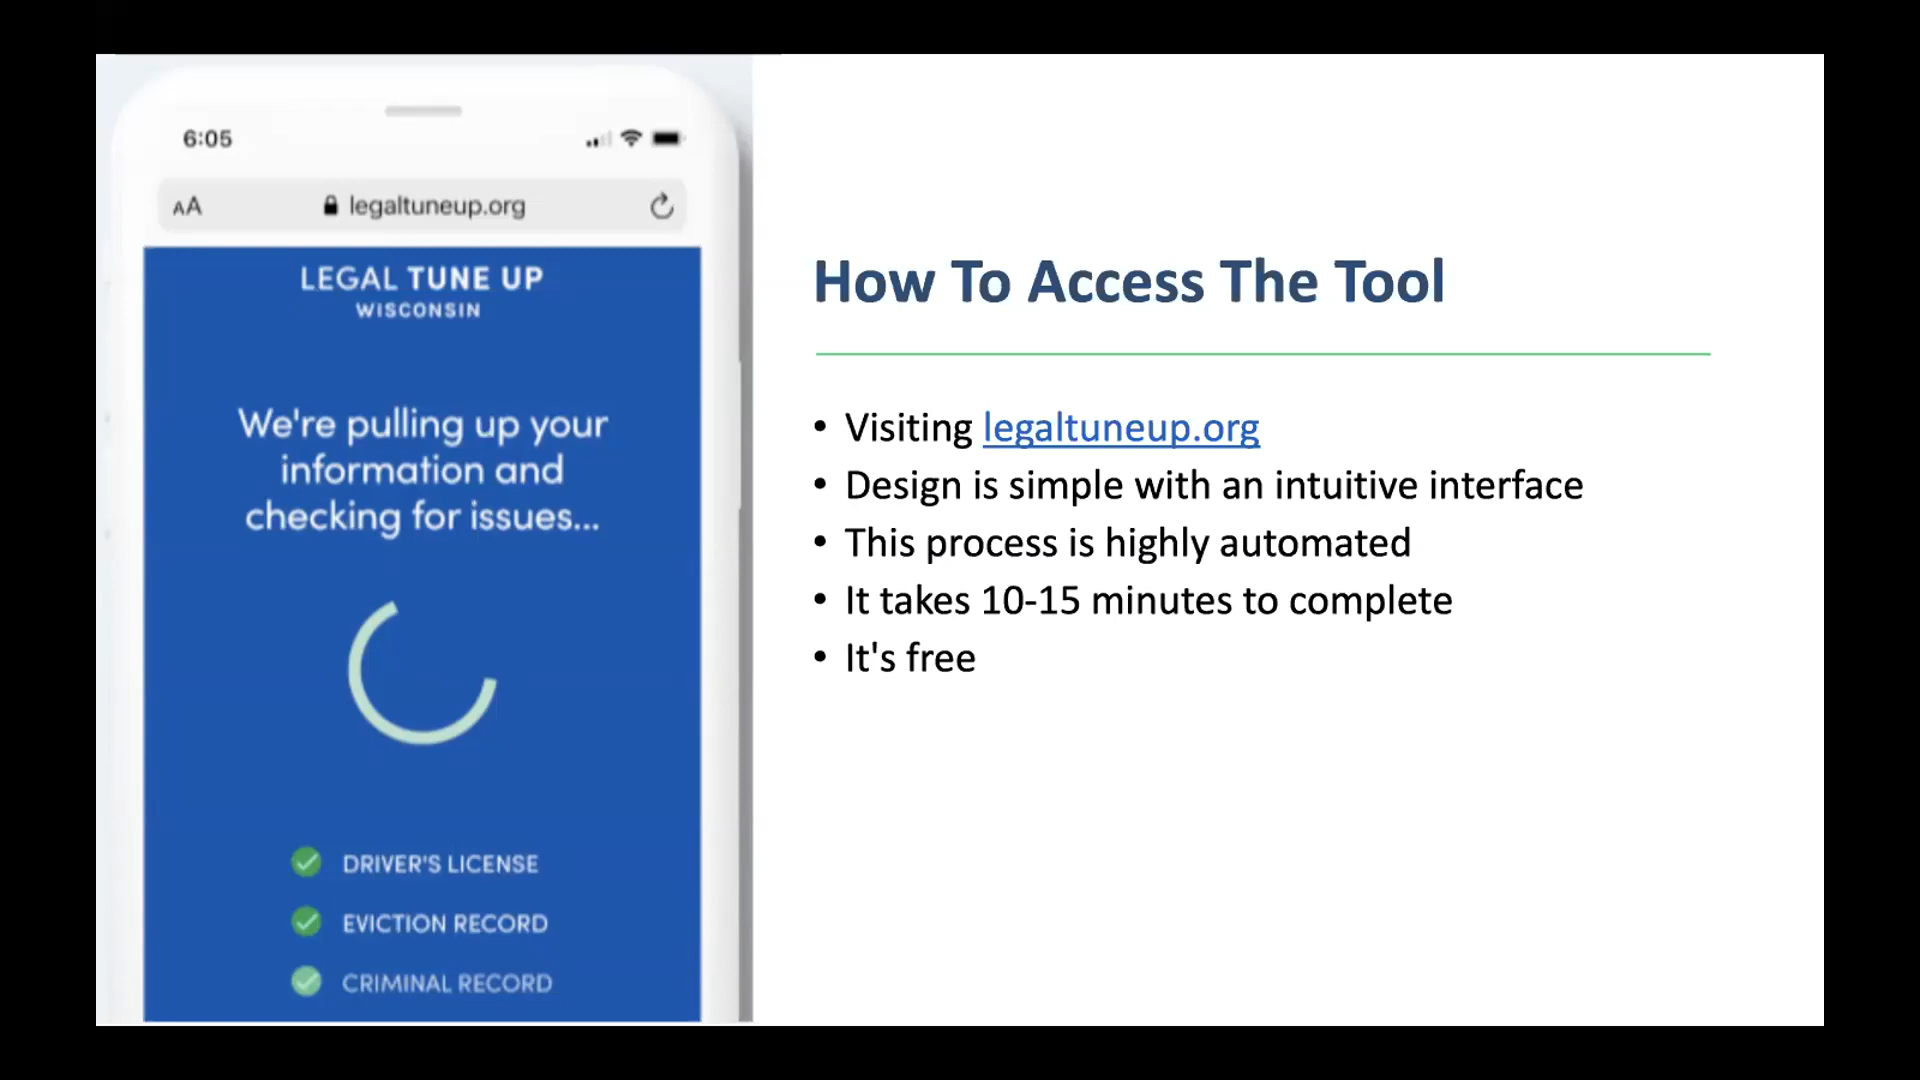 6:05
AA legaltuneup.org
LEGAL TUNE UP
WISCONSIN
We're pulling up your
information and
checking for issues...
DRIVER'S LICENSE
EVICTION RECORD
CRIMINAL RECORD
How To Access The Tool
• Visiting legaltuneup.org
• Design is simple with an intuitive interface
• This process is highly automated
• It takes 10-15 minutes to complete
• It's free